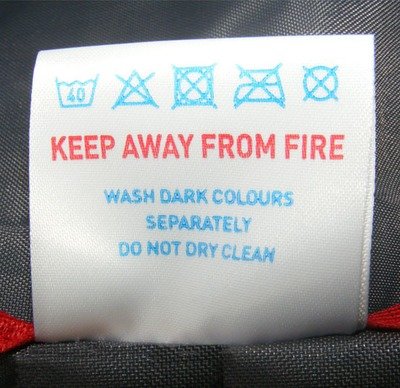 40
KEEP AWAY FROM FIRE
WASH DARK COLOURS
SEPARATELY
DO NOT DRY CLEAN